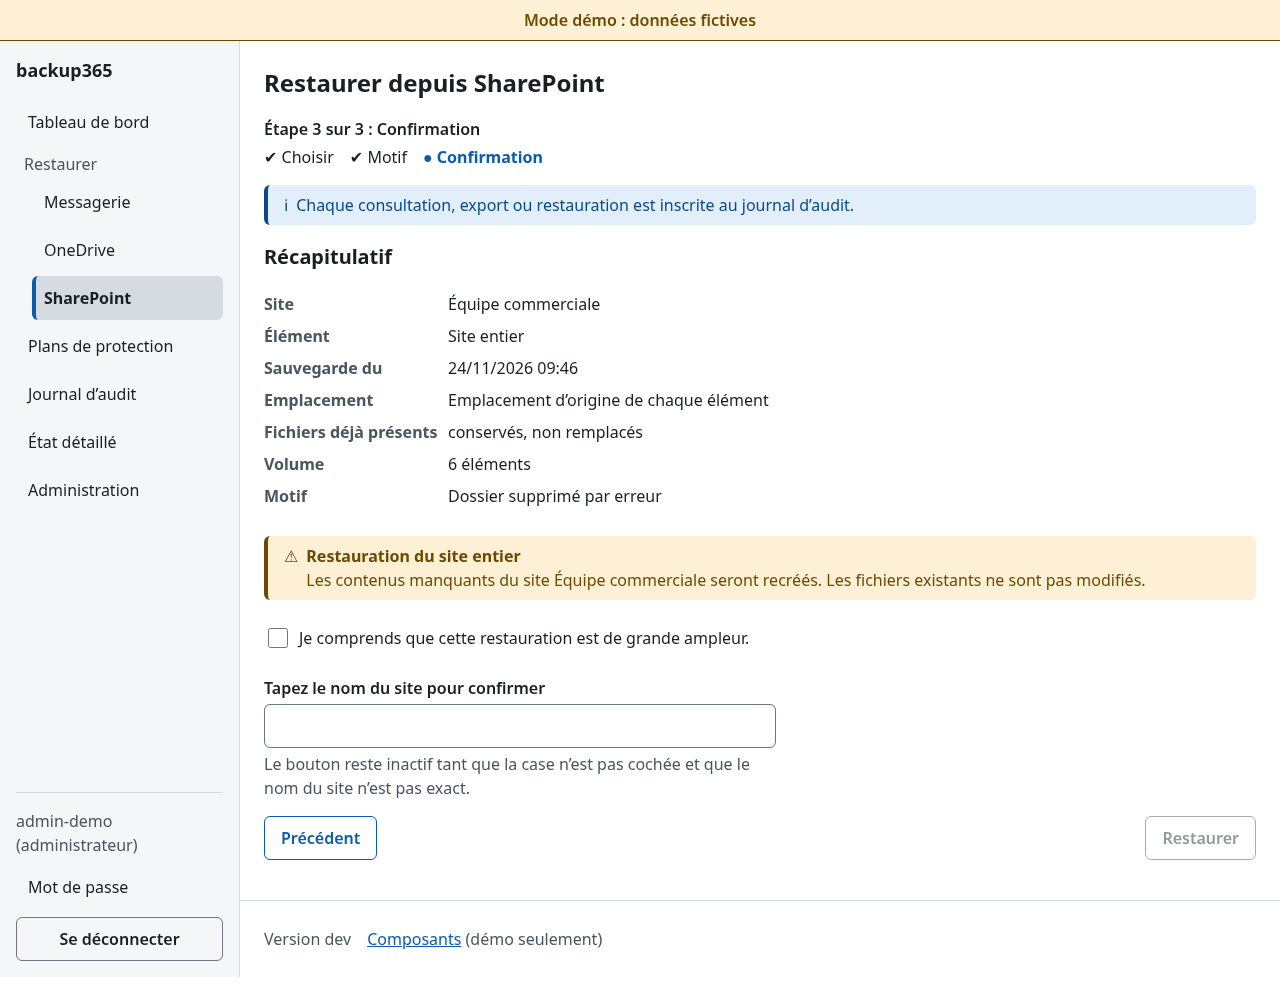 Mode démo : données fictives
backup365
Tableau de bord
Restaurer
Messagerie
OneDrive
SharePoint
Plans de protection
Journal d’audit
État détaillé
Administration
admin-demo
(administrateur)
Mot de passe
Se déconnecter
Restaurer depuis SharePoint
Étape 3 sur 3 : Confirmation
✔ Choisir ✔ Motif ● Confirmation
i Chaque consultation, export ou restauration est inscrite au journal d’audit.
Récapitulatif
Site Équipe commerciale
Élément Site entier
Sauvegarde du 24/11/2026 09:46
Emplacement Emplacement d’origine de chaque élément
Fichiers déjà présents conservés, non remplacés
Volume 6 éléments
Motif Dossier supprimé par erreur
⚠ Restauration du site entier
Les contenus manquants du site Équipe commerciale seront recréés. Les fichiers existants ne sont pas modifiés.
Je comprends que cette restauration est de grande ampleur.
Tapez le nom du site pour confirmer
Le bouton reste inactif tant que la case n’est pas cochée et que le
nom du site n’est pas exact.
Précédent Restaurer
Version dev Composants (démo seulement)